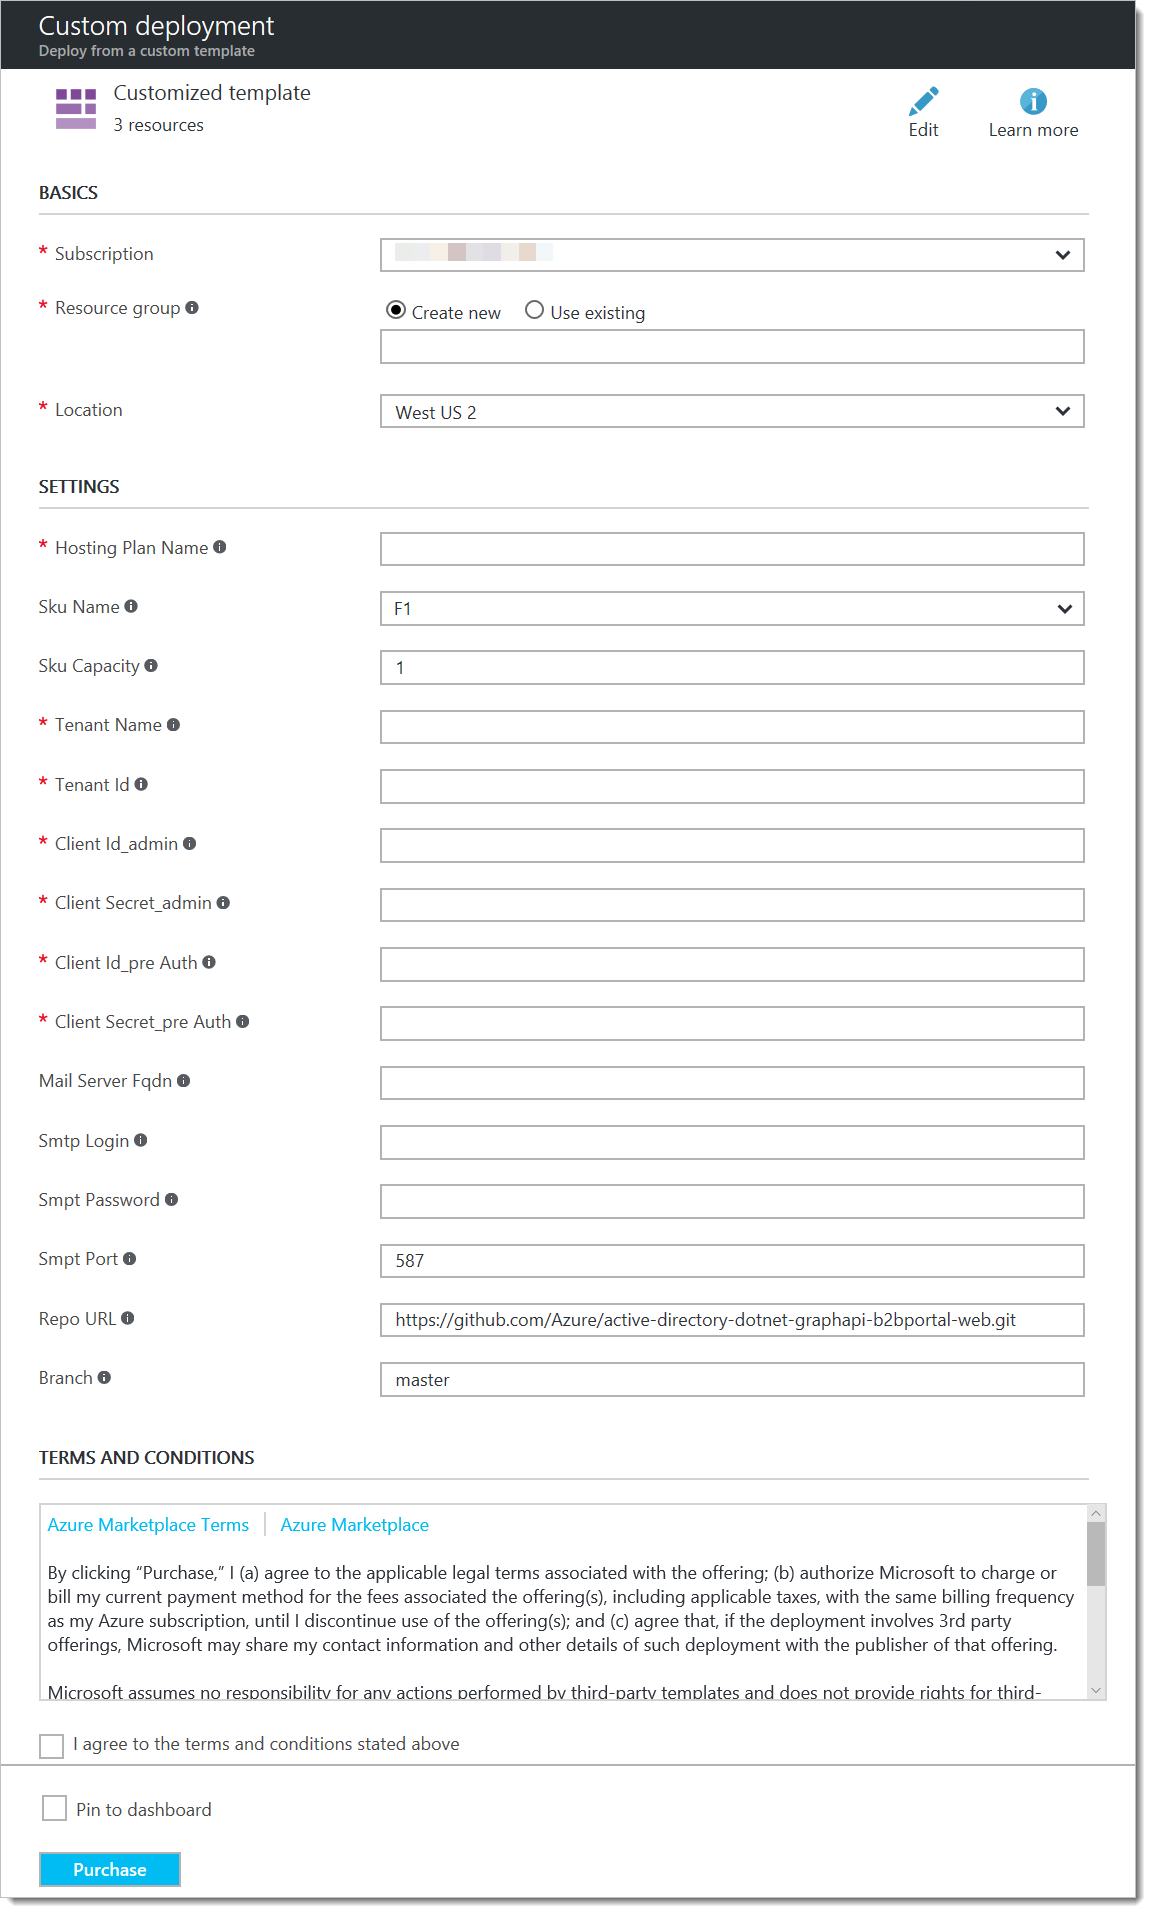 Custom deployment
Deploy from a custom template
Customized template
3 resources
Edit
Learn more
BASICS
* Subscription
* Resource group
Create new
Use existing
* Location
West US 2
SETTINGS
* Hosting Plan Name
Sku Name
F1
Sku Capacity
1
* Tenant Name
* Tenant Id
* Client Id_admin
* Client Secret_admin
* Client Id_pre Auth
* Client Secret_pre Auth
Mail Server Fqdn
Smtp Login
Smpt Password
Smpt Port
587
Repo URL
https://github.com/Azure/active-directory-dotnet-graphapi-b2bportal-web.git
Branch
master
TERMS AND CONDITIONS
Azure Marketplace Terms
Azure Marketplace
By clicking “Purchase,” I (a) agree to the applicable legal terms associated with the offering; (b) authorize Microsoft to charge or
bill my current payment method for the fees associated the offering(s), including applicable taxes, with the same billing frequency
as my Azure subscription, until I discontinue use of the offering(s); and (c) agree that, if the deployment involves 3rd party
offerings, Microsoft may share my contact information and other details of such deployment with the publisher of that offering.
Microsoft assumes no responsibility for any actions performed by third-party templates and does not provide rights for third-
I agree to the terms and conditions stated above
Pin to dashboard
Purchase